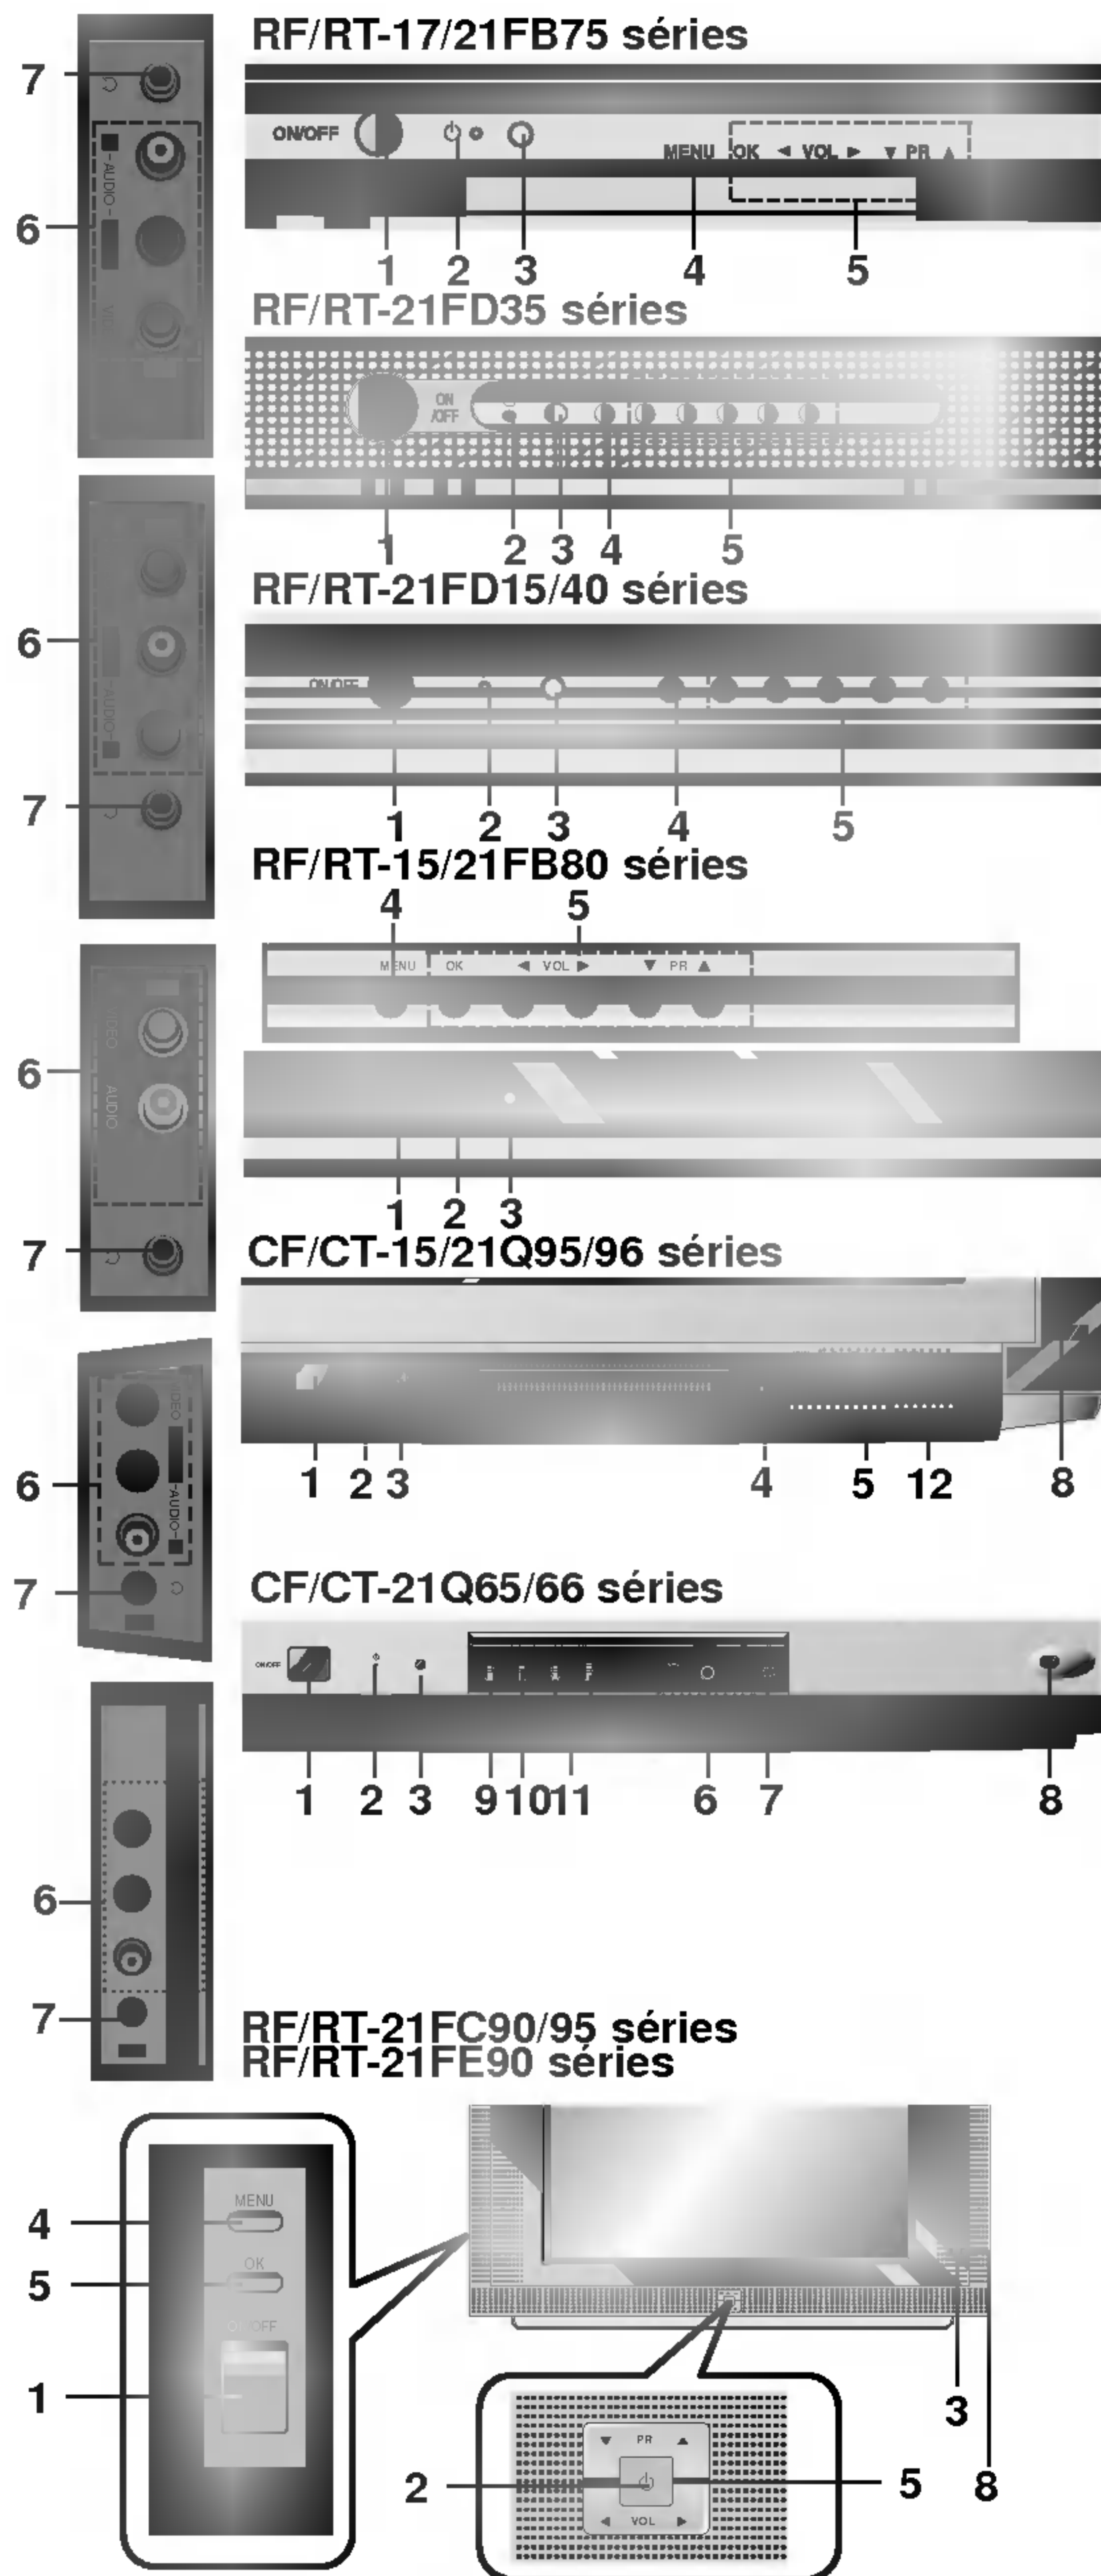 RF/RT-17/21FB75 séries
7
6
AUDIO
ON/OFF
MENU OK VOL PR
1 2 3 4 5
RF/RT-21FD35 séries
ON
/OFF
1 2 3 4 5
RF/RT-21FD15/40 séries
6
AUDIO
7
ON/OFF
1 2 3 4 5
RF/RT-15/21FB80 séries
4 5
MENU OK VOL PR
6
VIDEO
AUDIO
7
1 2 3
CF/CT-15/21Q95/96 séries
1 2 3 4 5 12 8
6
VIDEO
AUDIO
7
CF/CT-21Q65/66 séries
ON/OFF
1 2 3 9 10 11 6 7 8
6
7
RF/RT-21FC90/95 séries
RF/RT-21FE90 séries
MENU
4
OK
5
ON/OFF
1
3
8
PR
2
5
VOL